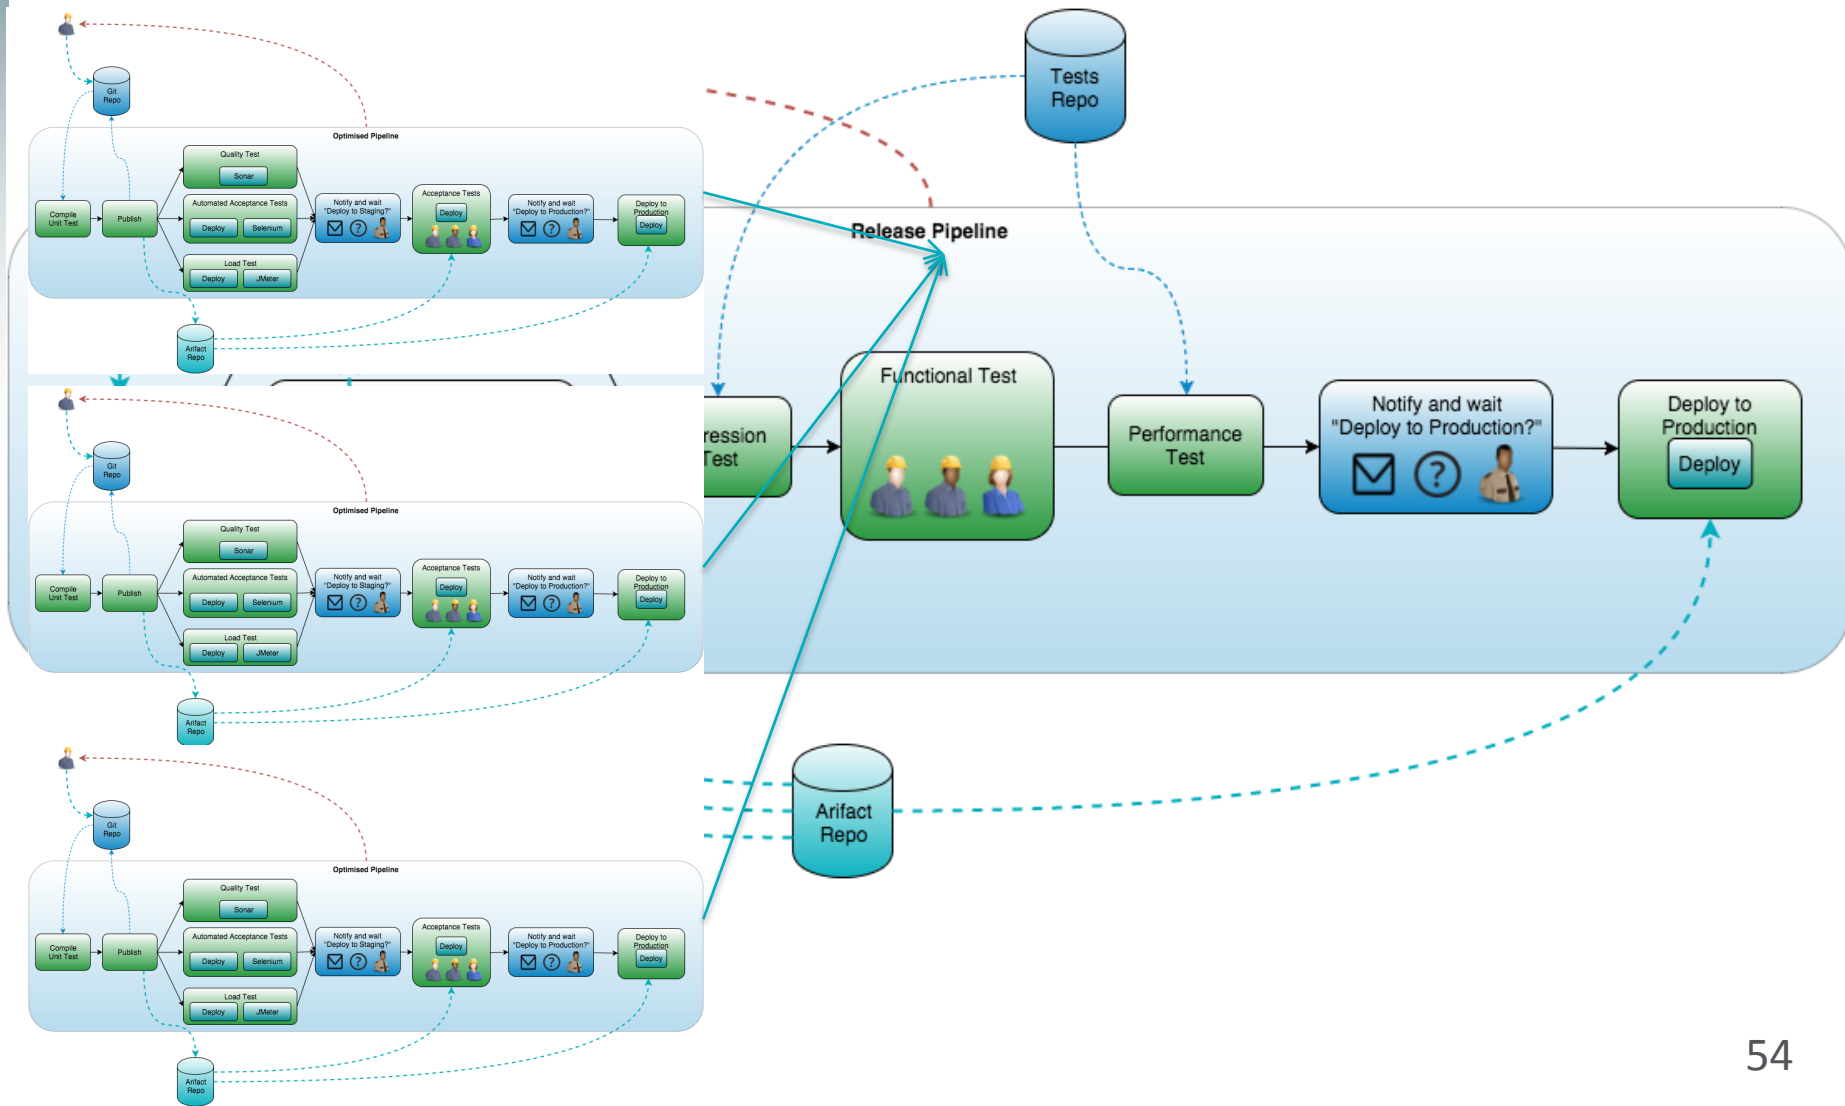 Git
Repo
Optimised Pipeline
Compile
Unit Test
Publish
Quality Test
Sonar
Automated Acceptance Tests
Deploy
Selenium
Load Test
Deploy
JMeter
Notify and wait
"Deploy to Staging?"
?
Acceptance Tests
Deploy
Notify and wait
"Deploy to Production?"
?
Deploy to
Production
Deploy
Arifact
Repo
Git
Repo
Optimised Pipeline
Compile
Unit Test
Publish
Quality Test
Sonar
Automated Acceptance Tests
Deploy
Selenium
Load Test
Deploy
JMeter
Notify and wait
"Deploy to Staging?"
?
Acceptance Tests
Deploy
Notify and wait
"Deploy to Production?"
?
Deploy to
Production
Deploy
Arifact
Repo
Git
Repo
Optimised Pipeline
Compile
Unit Test
Publish
Quality Test
Sonar
Automated Acceptance Tests
Deploy
Selenium
Load Test
Deploy
JMeter
Notify and wait
"Deploy to Staging?"
?
Acceptance Tests
Deploy
Notify and wait
"Deploy to Production?"
?
Deploy to
Production
Deploy
Arifact
Repo
Tests
Repo
Release Pipeline
ression
Test
Functional Test
Performance
Test
Notify and wait
"Deploy to Production?"
?
Deploy to
Production
Deploy
Arifact
Repo
54